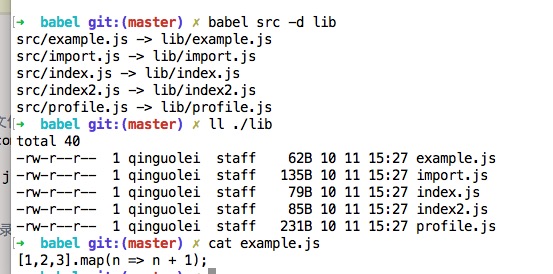 ➜ babel git:(master) ✗ babel src -d lib
src/example.js -> lib/example.js
src/import.js -> lib/import.js
src/index.js -> lib/index.js
src/index2.js -> lib/index2.js
src/profile.js -> lib/profile.js
➜ babel git:(master) ✗ ll ./lib
total 40
-rw-r--r-- 1 qinguolei staff 62B 10 11 15:27 example.js
-rw-r--r-- 1 qinguolei staff 135B 10 11 15:27 import.js
-rw-r--r-- 1 qinguolei staff 79B 10 11 15:27 index.js
-rw-r--r-- 1 qinguolei staff 85B 10 11 15:27 index2.js
-rw-r--r-- 1 qinguolei staff 231B 10 11 15:27 profile.js
➜ babel git:(master) ✗ cat example.js
[1,2,3].map(n => n + 1);